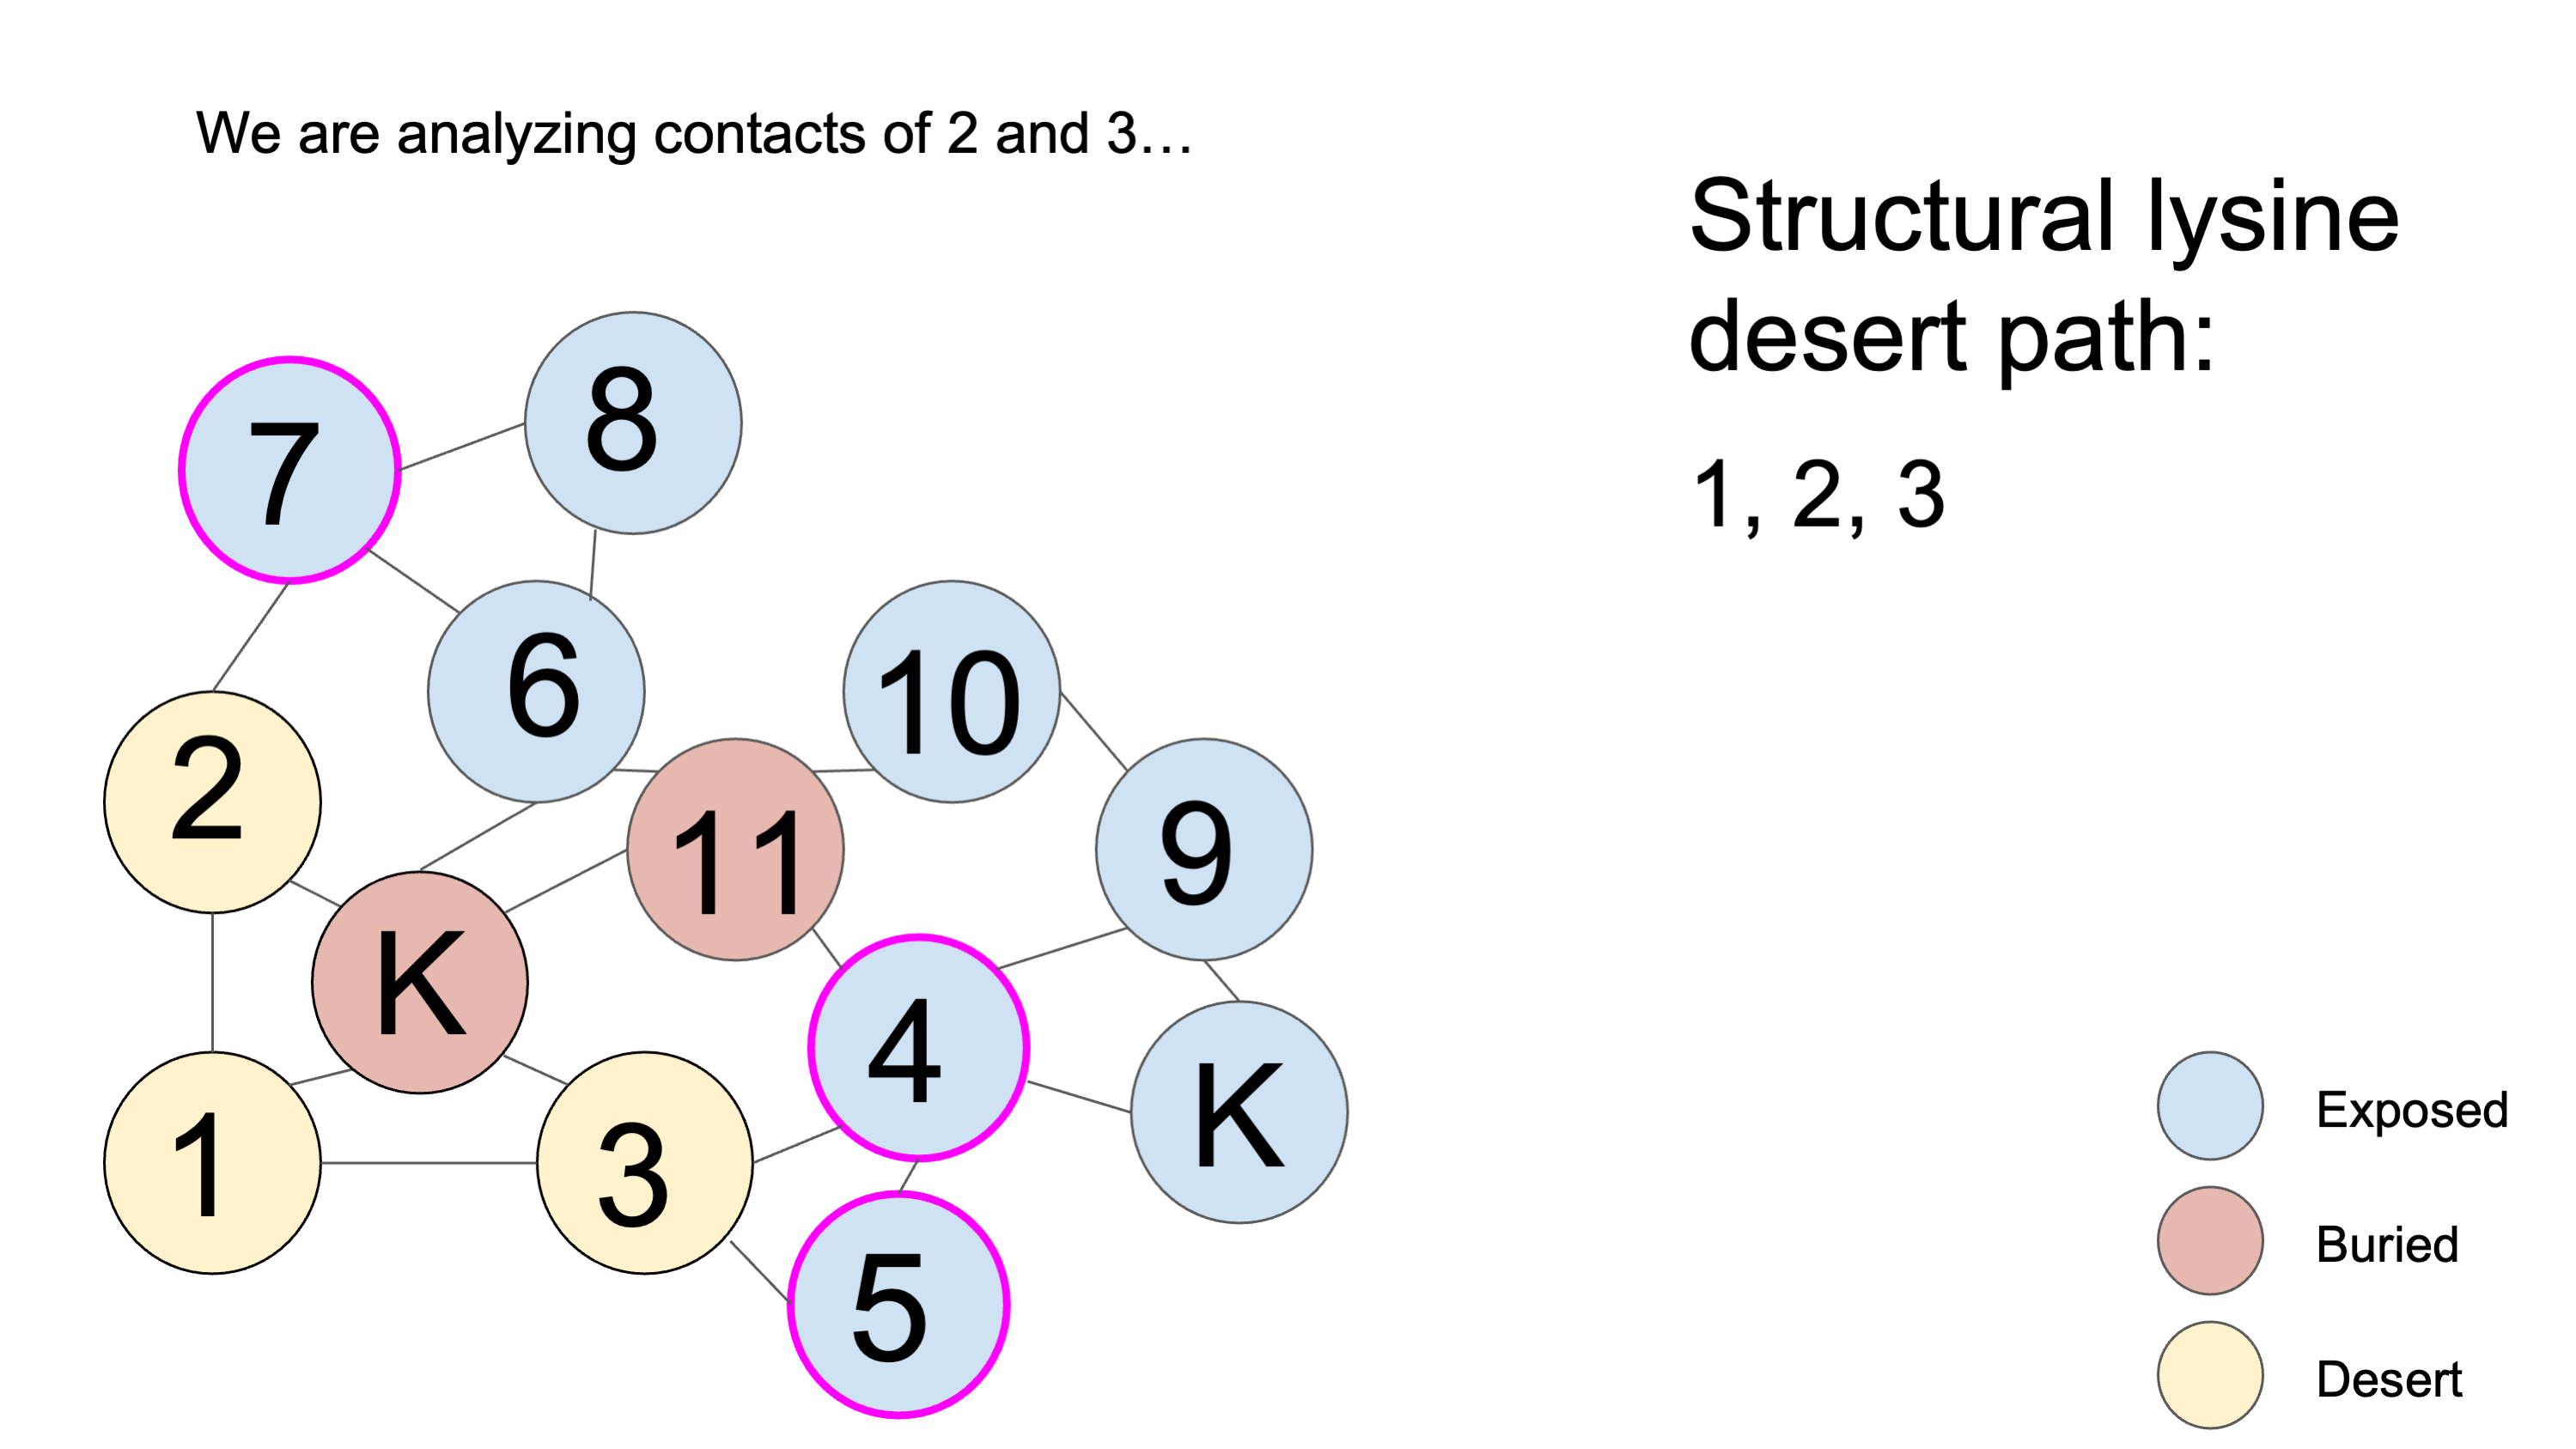 We are analyzing contacts of 2 and 3…
Structural lysine
desert path:
1, 2, 3
7
8
6
10
2
11
9
K
4
K
1
3
5
Exposed
Buried
Desert